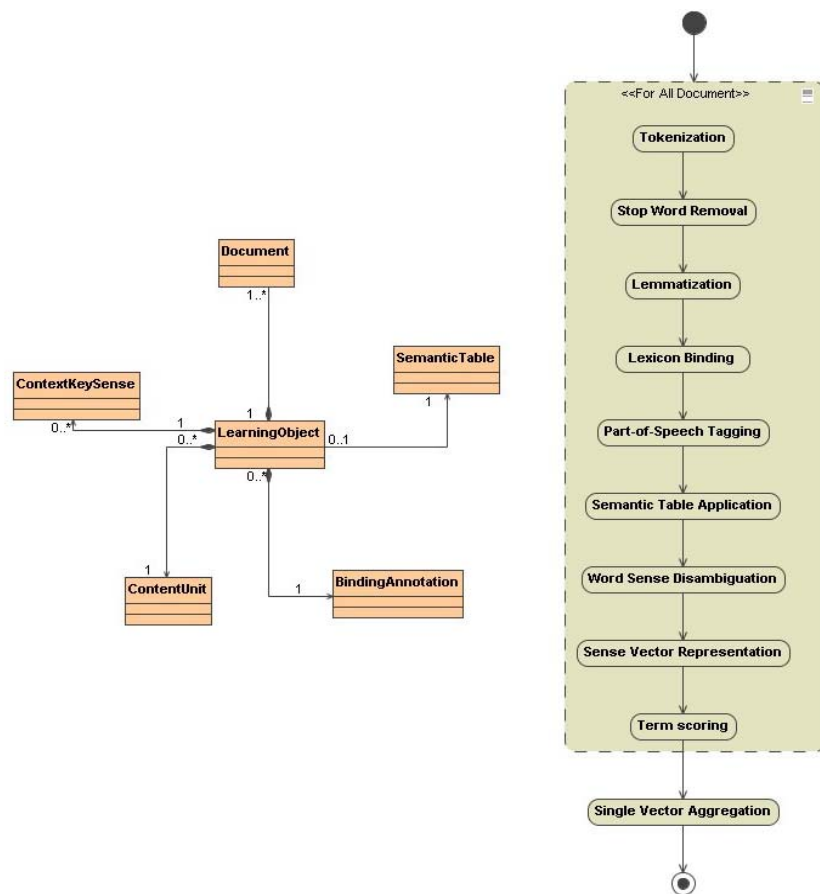 Document
1..*
SemanticTable
1
ContextKeySense
0..*
1
1
LearningObject
0..*
0..1
0..*
1
ContentUnit
1
BindingAnnotation
<<For All Document>>
Tokenization
Stop Word Removal
Lemmatization
Lexicon Binding
Part-of-Speech Tagging
Semantic Table Application
Word Sense Disambiguation
Sense Vector Representation
Term scoring
Single Vector Aggregation